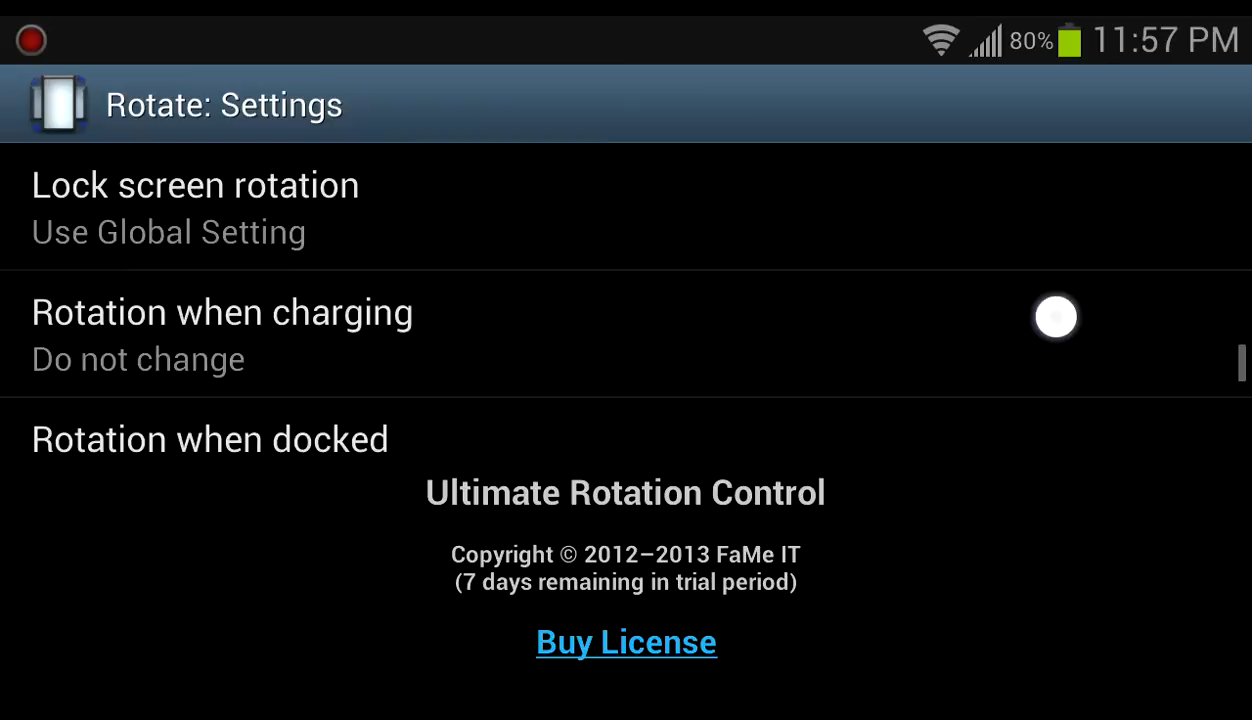 80% 11:57 PM
Rotate: Settings
Lock screen rotation
Use Global Setting
Rotation when charging
Do not change
Rotation when docked
Ultimate Rotation Control
Copyright © 2012–2013 FaMe IT
(7 days remaining in trial period)
Buy License